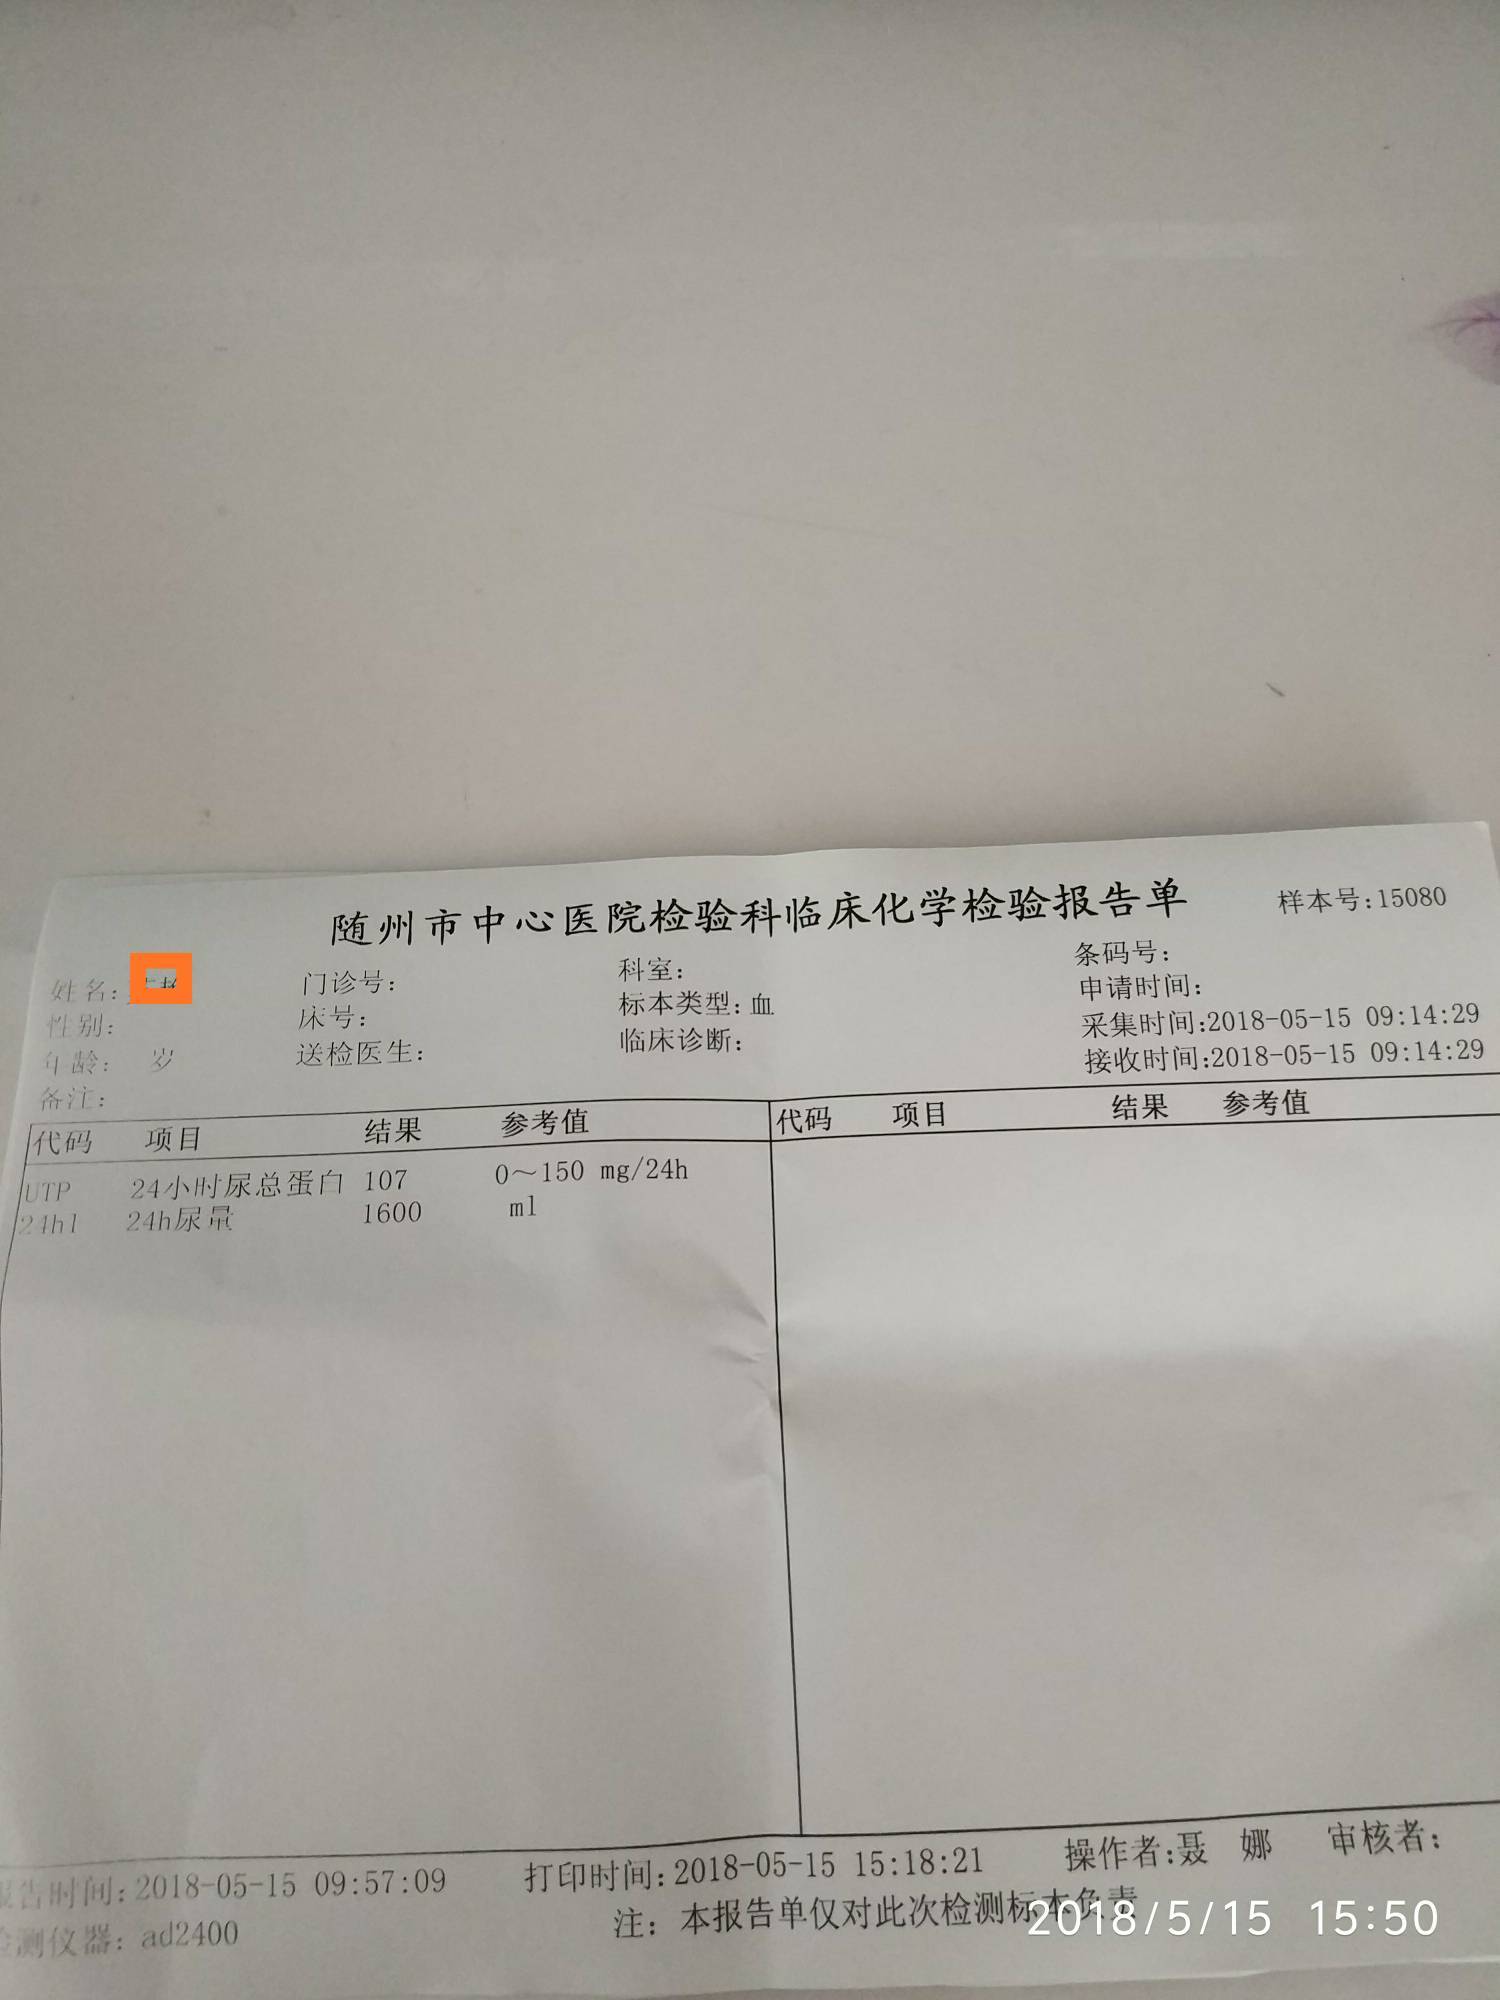 随州市中心医院检验科临床化学检验报告单 样本号:15080
姓名: 门诊号: 科室: 条码号:
性别: 床号: 标本类型:血 申请时间:
年龄: 岁 送检医生: 临床诊断: 采集时间:2018-05-15 09:14:29
备注: 接收时间:2018-05-15 09:14:29
代码 项目 结果 参考值 代码 项目 结果 参考值
UTP 24小时尿总蛋白 107 0～150 mg/24h
24hl 24h尿量 1600 ml
报告时间:2018-05-15 09:57:09 打印时间:2018-05-15 15:18:21 操作者:聂 娜 审核者:
检测仪器: ad2400 注: 本报告单仅对此次检测标本负责
2018/5/15 15:50